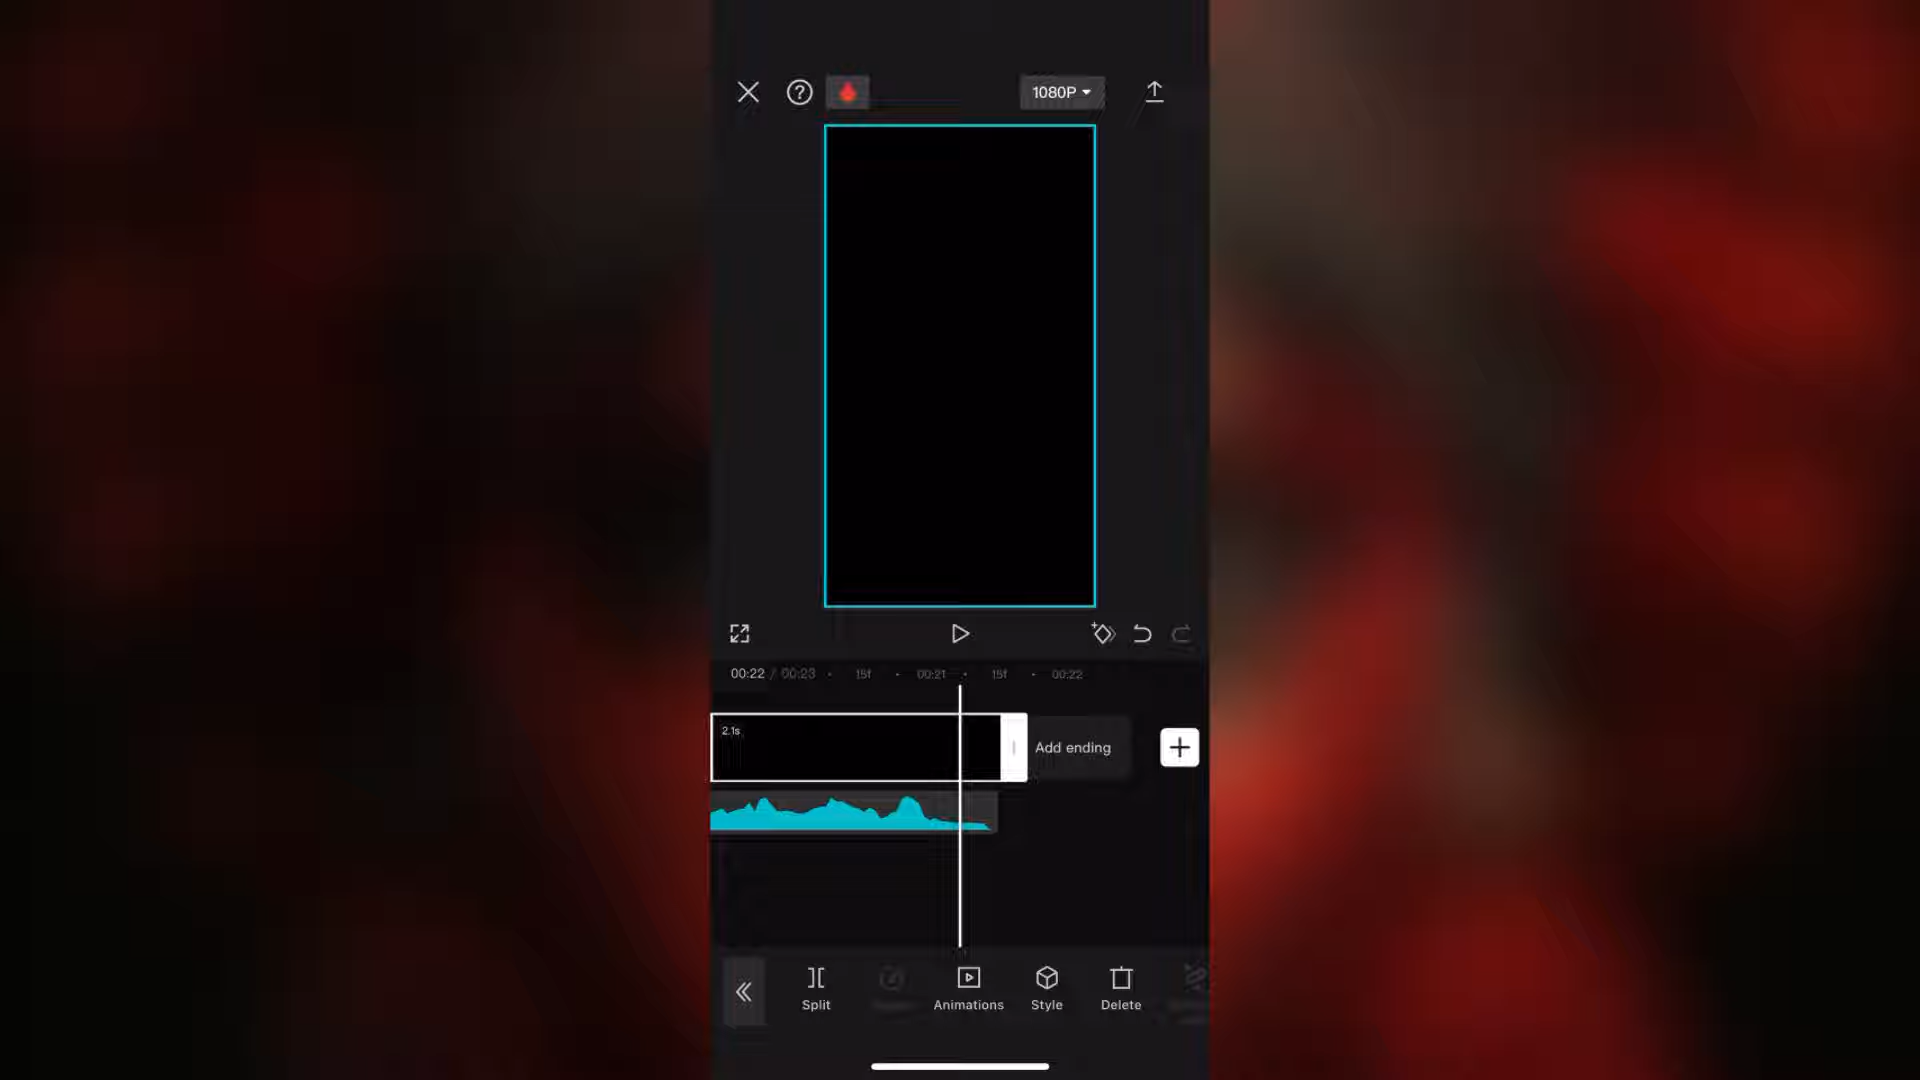 1080P
00:22 / 00:23 15f 00:21 15f 00:22
2.1s
Add ending
Split Animations Style Delete